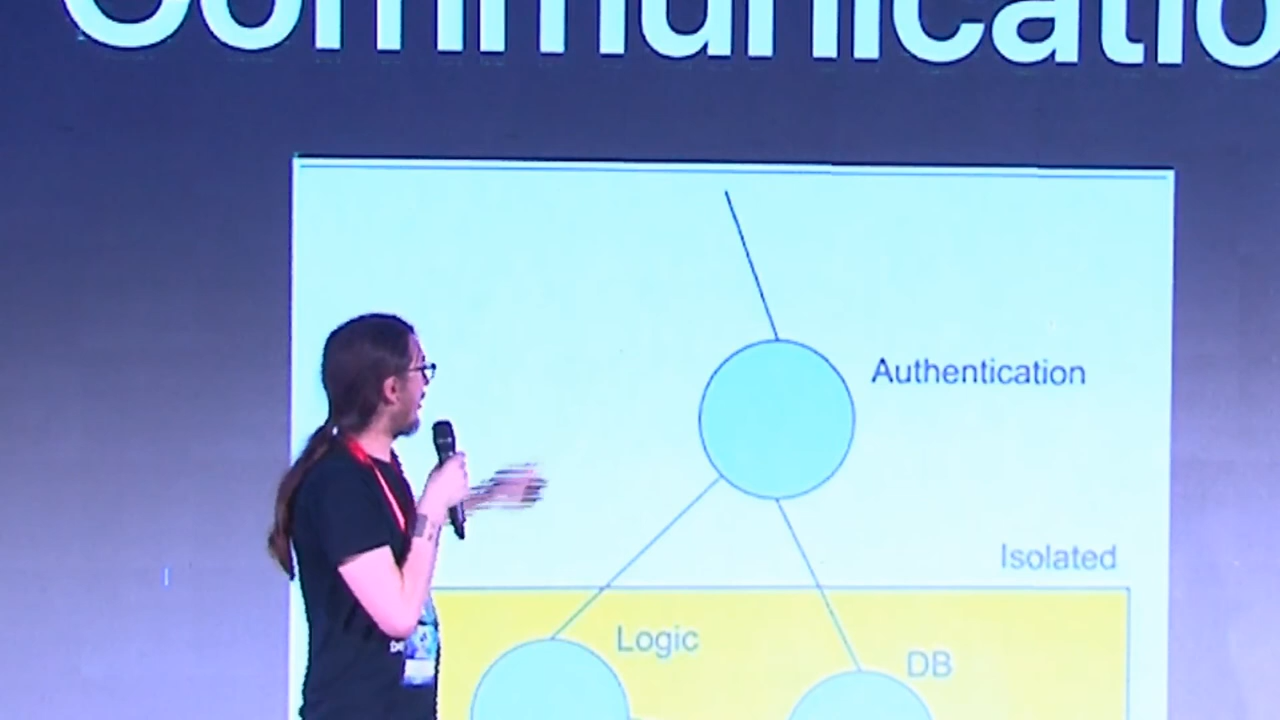 Communicatio
Authentication
Isolated
Logic
DB